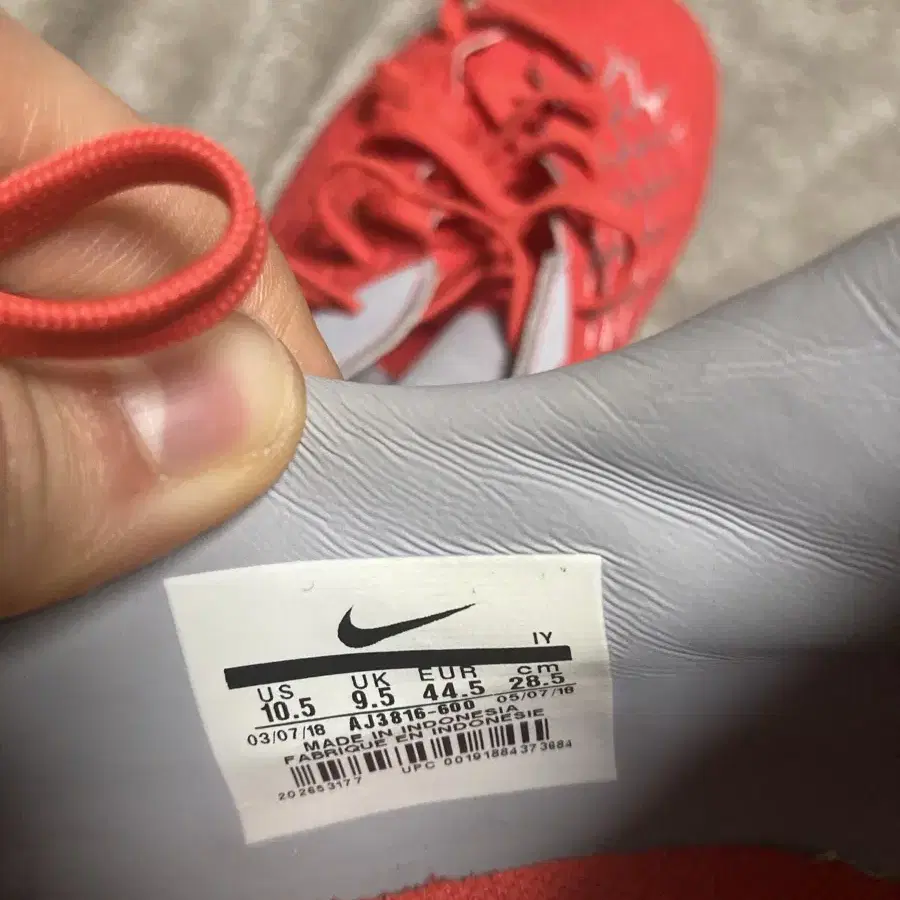 IY
US UK EUR cm
10.5 9.5 44.5 28.5
03/07/18 AJ3816-600 05/07/18
MADE IN INDONESIA
FABRIQUE EN INDONESIE
202653177 UPC 00191884373684